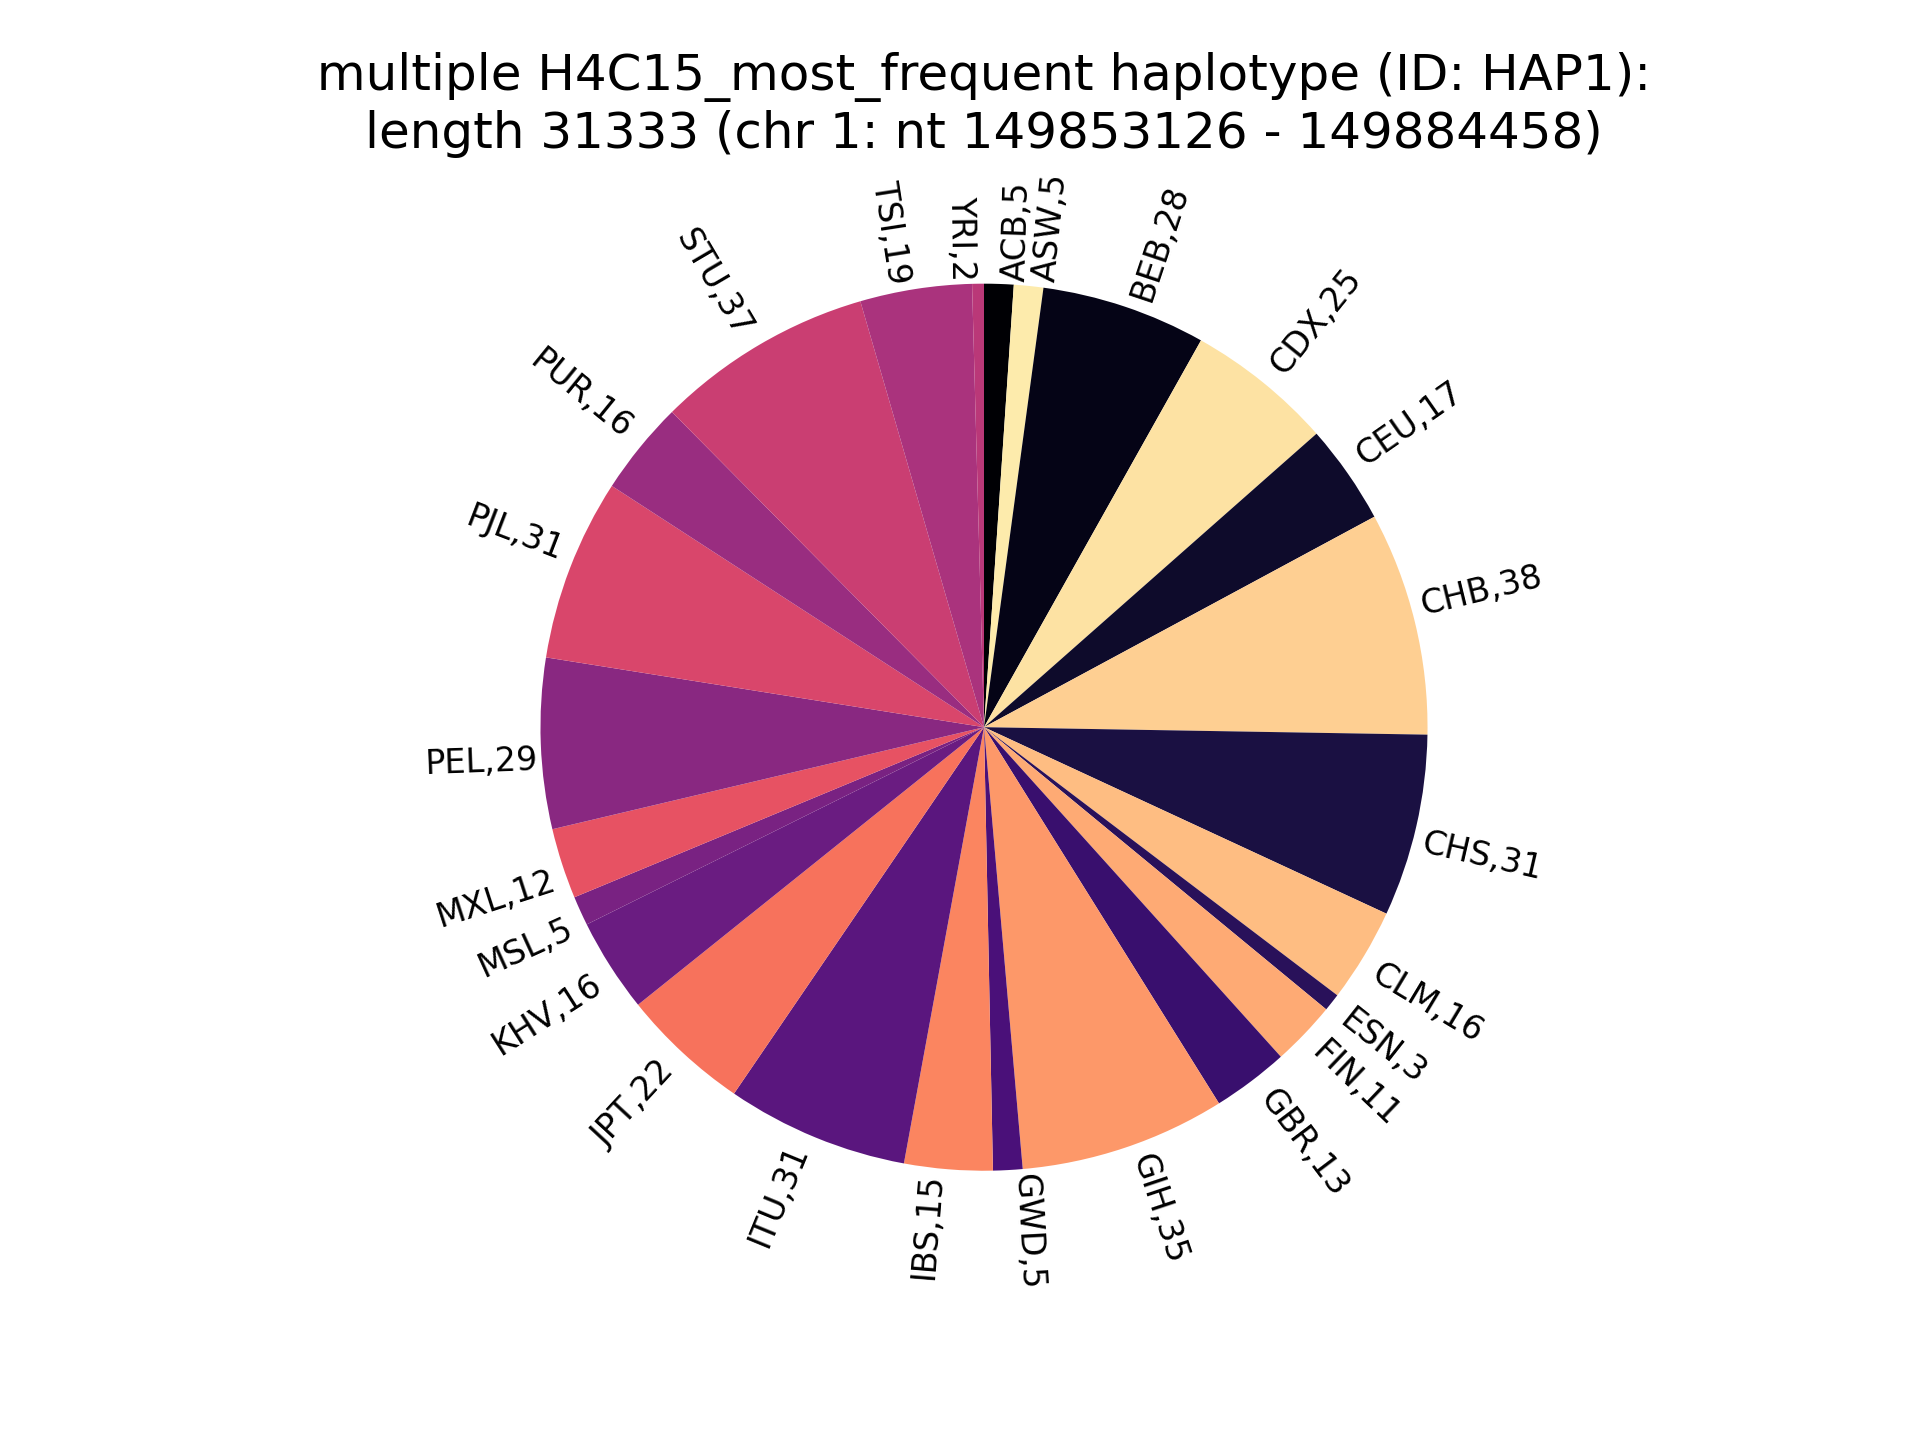 multiple H4C15_most_frequent haplotype (ID: HAP1):
length 31333 (chr 1: nt 149853126 - 149884458)
ACB,5
ASW,5
BEB,28
CDX,25
CEU,17
CHB,38
CHS,31
CLM,16
ESN,3
FIN,11
GBR,13
GIH,35
GWD,5
IBS,15
ITU,31
JPT,22
KHV,16
MSL,5
MXL,12
PEL,29
PJL,31
PUR,16
STU,37
TSI,19
YRI,2